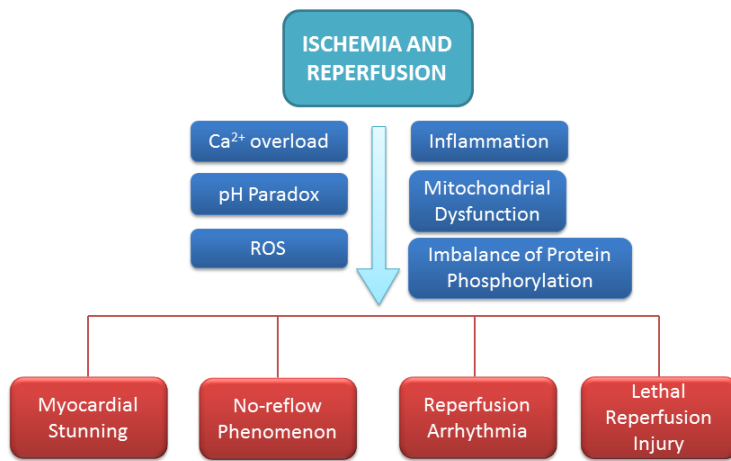 ISCHEMIA AND
REPERFUSION
Ca²⁺ overload
pH Paradox
ROS
Inflammation
Mitochondrial
Dysfunction
Imbalance of Protein
Phosphorylation
Myocardial
Stunning
No-reflow
Phenomenon
Reperfusion
Arrhythmia
Lethal
Reperfusion
Injury